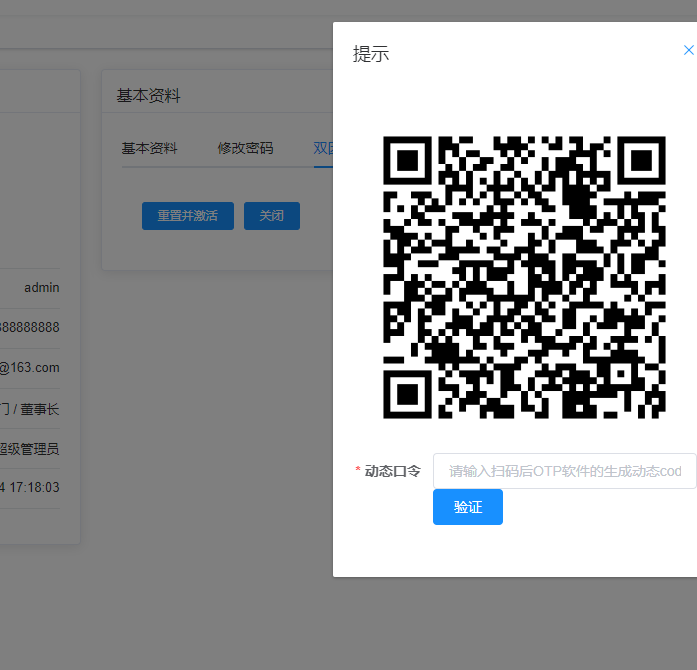 提示
基本资料
基本资料 修改密码 双因
重置并激活 关闭
admin
888888888
@163.com
门 / 董事长
超级管理员
4 17:18:03
* 动态口令 请输入扫码后OTP软件的生成动态cod
验证